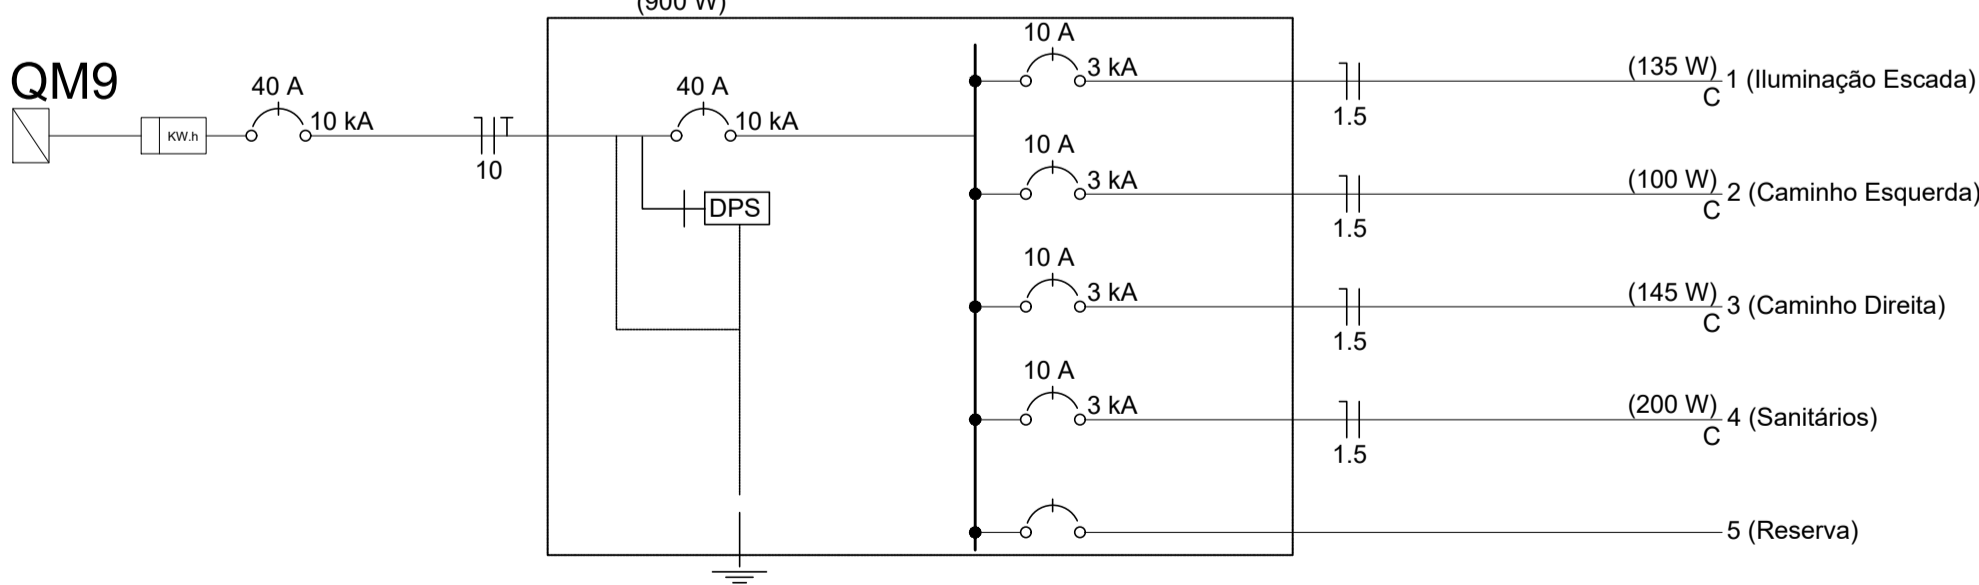 (900 W)
QM9
KW.h
40 A
10 kA
T
10
40 A
10 kA
DPS
10 A
3 kA
1.5
(135 W)
C
1 (Iluminação Escada)
10 A
3 kA
1.5
(100 W)
C
2 (Caminho Esquerda)
10 A
3 kA
1.5
(145 W)
C
3 (Caminho Direita)
10 A
3 kA
1.5
(200 W)
C
4 (Sanitários)
5 (Reserva)